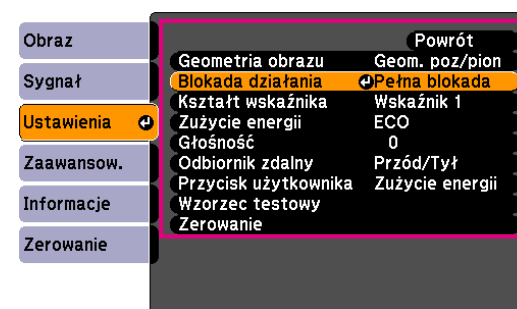 Obraz
Sygnał
Ustawienia
Zaawansow.
Informacje
Zerowanie
Powrót
Geometria obrazu Geom. poz/pion
Blokada działania Pełna blokada
Kształt wskaźnika Wskaźnik 1
Zużycie energii ECO
Głośność 0
Odbiornik zdalny Przód/Tył
Przycisk użytkownika Zużycie energii
Wzorzec testowy
Zerowanie